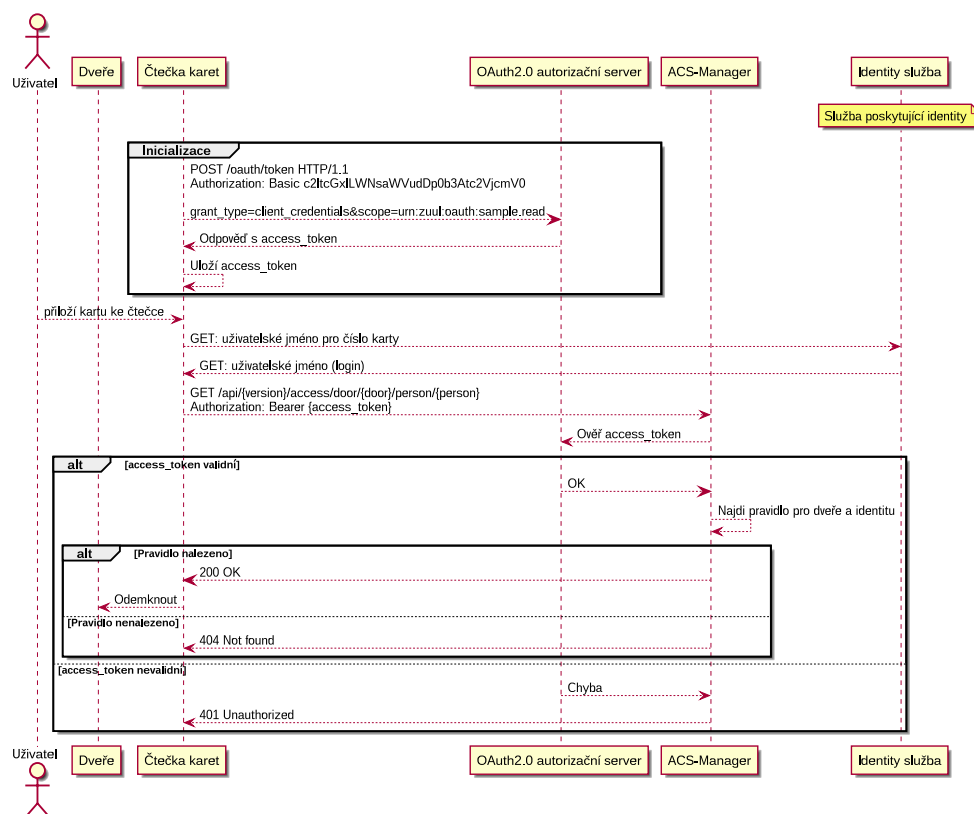 Uživatel
Dveře
Čtečka karet
OAuth2.0 autorizační server
ACS-Manager
Identity služba
Služba poskytující identity
Inicializace
POST /oauth/token HTTP/1.1
Authorization: Basic c2ltcGxlLWNsaWVudDp0b3Atc2VjcmV0
grant_type=client_credentials&scope=urn:zuul:oauth:sample.read
Odpověď s access_token
Uloží access_token
přiloží kartu ke čtečce
GET: uživatelské jméno pro číslo karty
GET: uživatelské jméno (login)
GET /api/{version}/access/door/{door}/person/{person}
Authorization: Bearer {access_token}
Ověř access_token
alt [access_token validní]
OK
Najdi pravidlo pro dveře a identitu
alt [Pravidlo nalezeno]
200 OK
Odemknout
[Pravidlo nenalezeno]
404 Not found
[access_token nevalidní]
Chyba
401 Unauthorized
Uživatel
Dveře
Čtečka karet
OAuth2.0 autorizační server
ACS-Manager
Identity služba